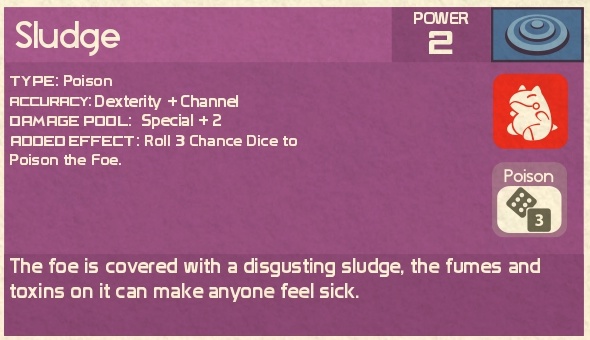 Sludge
POWER
2
TYPE: Poison
ACCURACY: Dexterity + Channel
DAMAGE POOL: Special + 2
ADDED EFFECT: Roll 3 Chance Dice to
Poison the Foe.
Poison
3
The foe is covered with a disgusting sludge, the fumes and
toxins on it can make anyone feel sick.